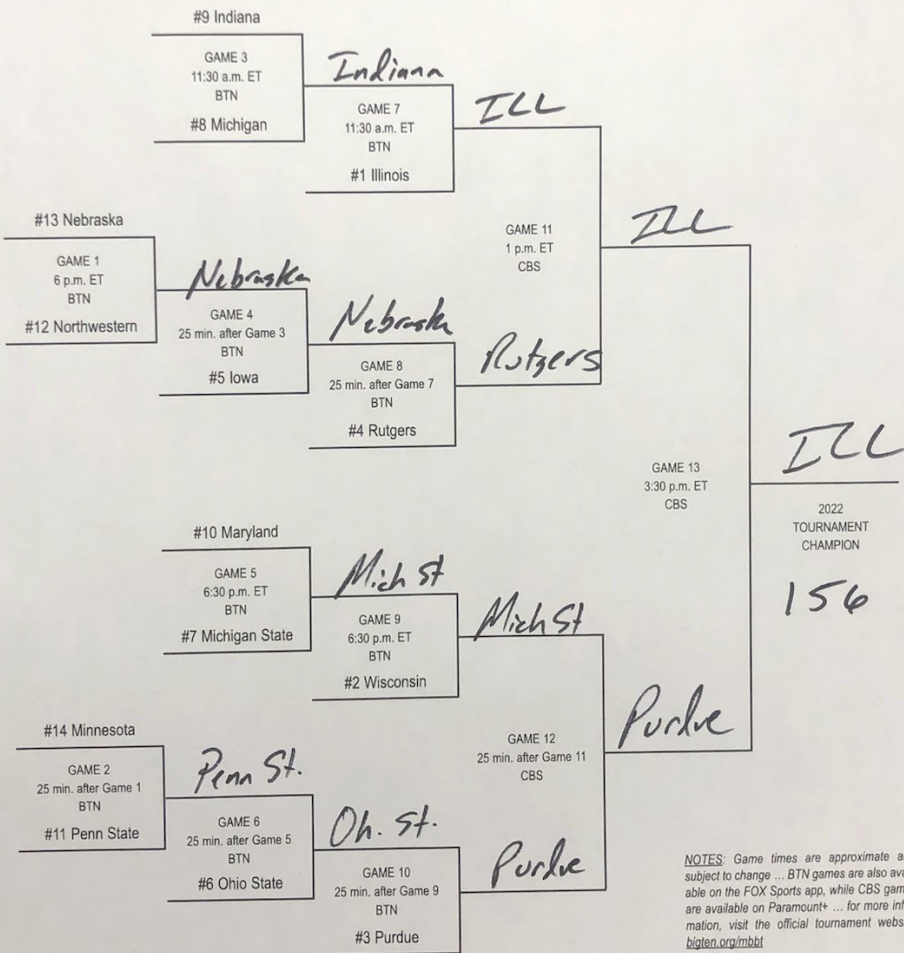 #9 Indiana
GAME 3
11:30 a.m. ET
BTN
#8 Michigan
Indiana
GAME 7
11:30 a.m. ET
BTN
#1 Illinois
ILL
#13 Nebraska
GAME 1
6 p.m. ET
BTN
#12 Northwestern
Nebraska
GAME 4
25 min. after Game 3
BTN
#5 Iowa
Nebraska
GAME 8
25 min. after Game 7
BTN
#4 Rutgers
Rutgers
GAME 11
1 p.m. ET
CBS
ILL
#10 Maryland
GAME 5
6:30 p.m. ET
BTN
#7 Michigan State
Mich St
GAME 9
6:30 p.m. ET
BTN
#2 Wisconsin
Mich St
#14 Minnesota
GAME 2
25 min. after Game 1
BTN
#11 Penn State
Penn St.
GAME 6
25 min. after Game 5
BTN
#6 Ohio State
Oh. St.
GAME 10
25 min. after Game 9
BTN
#3 Purdue
Purdue
GAME 12
25 min. after Game 11
CBS
Purdue
GAME 13
3:30 p.m. ET
CBS
ILL
2022
TOURNAMENT
CHAMPION
156
NOTES: Game times are approximate a
subject to change ... BTN games are also ava
able on the FOX Sports app, while CBS gam
are available on Paramount+ ... for more inf
mation, visit the official tournament webs
bigten.org/mbbt